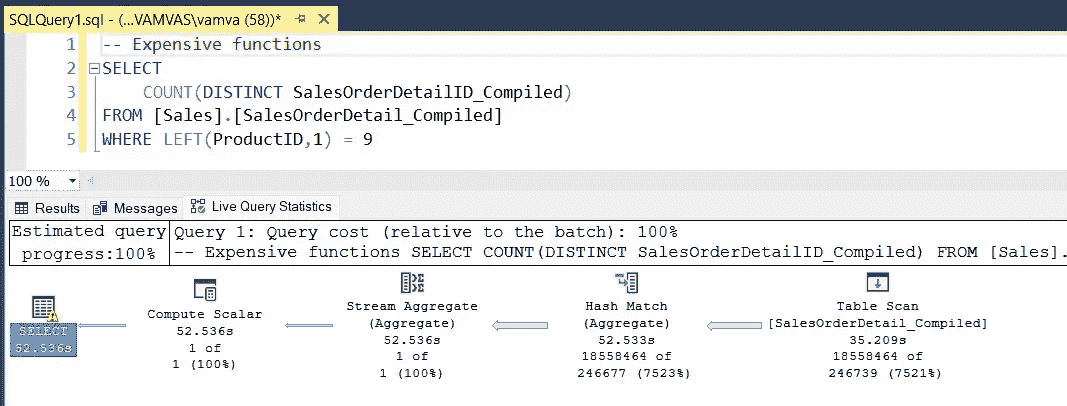 SQLQuery1.sql - (...VAMVAS\vamva (58))*
1 -- Expensive functions
2 SELECT
3 COUNT(DISTINCT SalesOrderDetailID_Compiled)
4 FROM [Sales].[SalesOrderDetail_Compiled]
5 WHERE LEFT(ProductID,1) = 9
100 %
Results Messages Live Query Statistics
Estimated query progress:100%
Query 1: Query cost (relative to the batch): 100%
-- Expensive functions SELECT COUNT(DISTINCT SalesOrderDetailID_Compiled) FROM [Sales].
SELECT
52.536s
Compute Scalar
52.536s
1 of
1 (100%)
Stream Aggregate
(Aggregate)
52.536s
1 of
1 (100%)
Hash Match
(Aggregate)
52.533s
18558464 of
246677 (7523%)
Table Scan
[SalesOrderDetail_Compiled]
35.209s
18558464 of
246739 (7521%)